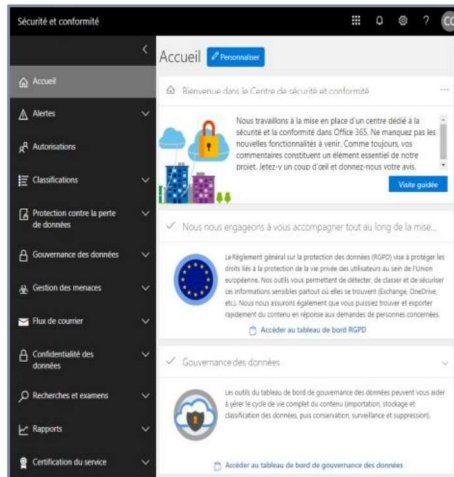 Sécurité et conformité
?
CC
Accueil
Personnaliser
Accueil
Alertes
Autorisations
Classifications
Protection contre la perte
de données
Gouvernance des données
Gestion des menaces
Flux de courrier
Confidentialité des
données
Recherches et examens
Rapports
Certification du service
Bienvenue dans le Centre de sécurité et conformité
Nous travaillons à la mise en place d'un centre dédié à la
sécurité et la conformité dans Office 365. Ne manquez pas les
nouvelles fonctionnalités à venir. Comme toujours, vos
commentaires constituent un élément essentiel de notre
projet. Jetez-y un coup d'œil et donnez-nous votre avis.
Visite guidée
Nous nous engageons à vous accompagner tout au long de la mise...
Le Règlement général sur la protection des données (RGPD) vise à protéger les
droits liés à la protection de la vie privée des utilisateurs au sein de l'Union
européenne. Nos outils vous permettent de détecter, de classer et de sécuriser
ces informations sensibles partout où elles se trouvent (Exchange, OneDrive,
etc.). Nous nous assurons également que vous puissiez trouver et exporter
rapidement du contenu en réponse aux demandes de personnes concernées.
Accéder au tableau de bord RGPD
Gouvernance des données
Les outils du tableau de bord de gouvernance des données peuvent vous aider
à gérer le cycle de vie complet du contenu (importation, stockage et
classification des données, puis conservation, surveillance et suppression).
Accéder au tableau de bord de gouvernance des données